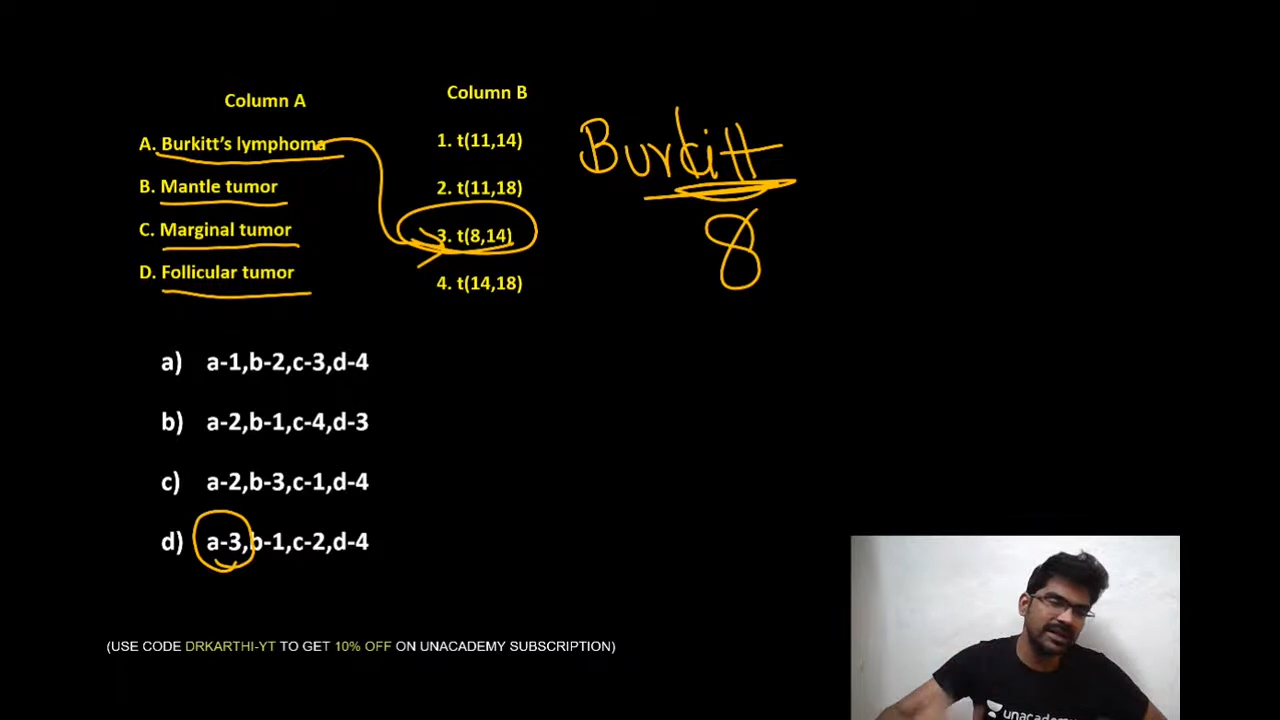 Column A
Column B
A. Burkitt's lymphoma
1. t(11,14)
B. Mantle tumor
2. t(11,18)
C. Marginal tumor
3. t(8,14)
D. Follicular tumor
4. t(14,18)
Burkitt
8
a) a-1,b-2,c-3,d-4
b) a-2,b-1,c-4,d-3
c) a-2,b-3,c-1,d-4
d) a-3,b-1,c-2,d-4
(USE CODE DRKARTHI-YT TO GET 10% OFF ON UNACADEMY SUBSCRIPTION)
unacademy